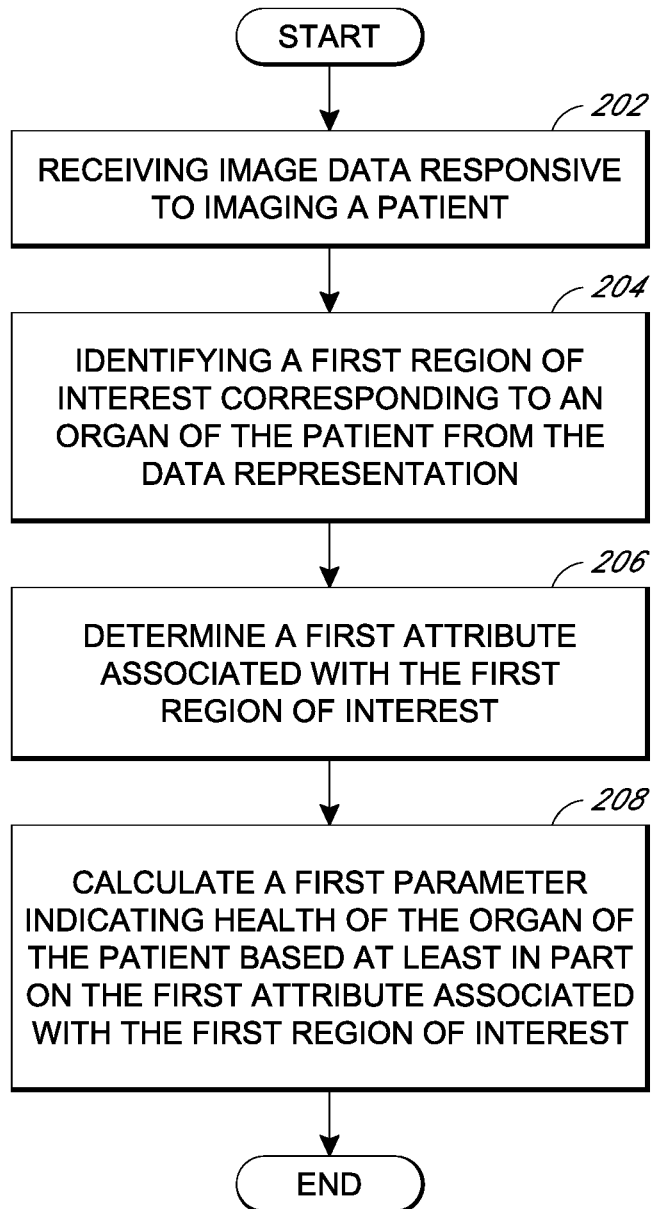 START
202
RECEIVING IMAGE DATA RESPONSIVE
TO IMAGING A PATIENT
204
IDENTIFYING A FIRST REGION OF
INTEREST CORRESPONDING TO AN
ORGAN OF THE PATIENT FROM THE
DATA REPRESENTATION
206
DETERMINE A FIRST ATTRIBUTE
ASSOCIATED WITH THE FIRST
REGION OF INTEREST
208
CALCULATE A FIRST PARAMETER
INDICATING HEALTH OF THE ORGAN OF
THE PATIENT BASED AT LEAST IN PART
ON THE FIRST ATTRIBUTE ASSOCIATED
WITH THE FIRST REGION OF INTEREST
END